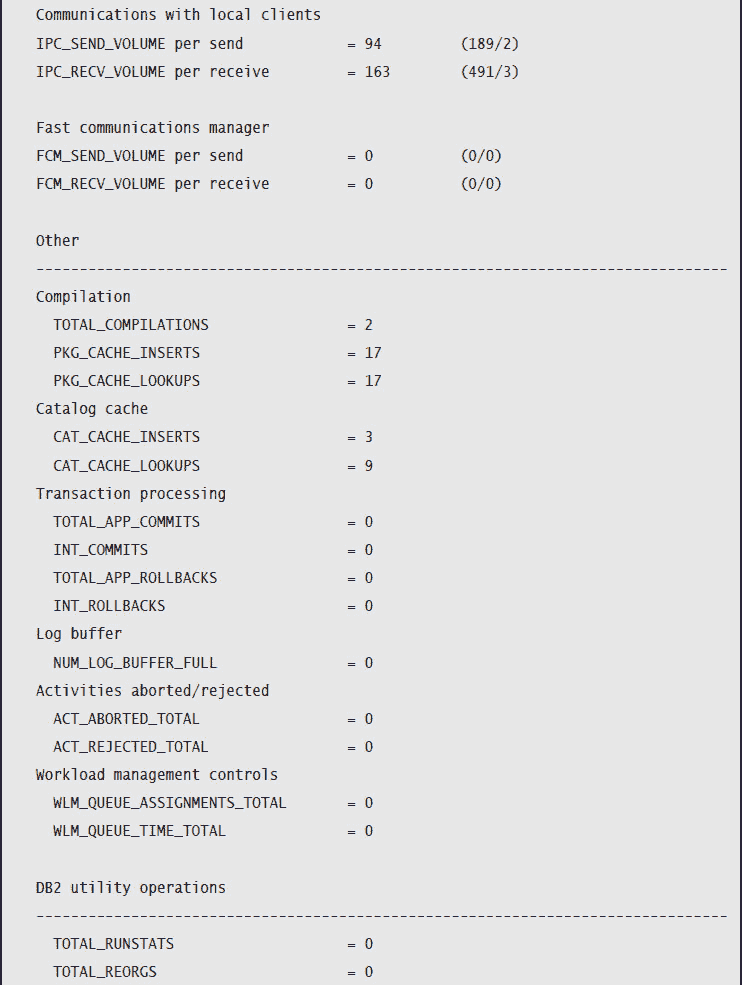 Communications with local clients
IPC_SEND_VOLUME per send = 94 (189/2)
IPC_RECV_VOLUME per receive = 163 (491/3)
Fast communications manager
FCM_SEND_VOLUME per send = 0 (0/0)
FCM_RECV_VOLUME per receive = 0 (0/0)
Other
--------------------------------------------------------------------------------
Compilation
TOTAL_COMPILATIONS = 2
PKG_CACHE_INSERTS = 17
PKG_CACHE_LOOKUPS = 17
Catalog cache
CAT_CACHE_INSERTS = 3
CAT_CACHE_LOOKUPS = 9
Transaction processing
TOTAL_APP_COMMITS = 0
INT_COMMITS = 0
TOTAL_APP_ROLLBACKS = 0
INT_ROLLBACKS = 0
Log buffer
NUM_LOG_BUFFER_FULL = 0
Activities aborted/rejected
ACT_ABORTED_TOTAL = 0
ACT_REJECTED_TOTAL = 0
Workload management controls
WLM_QUEUE_ASSIGNMENTS_TOTAL = 0
WLM_QUEUE_TIME_TOTAL = 0
DB2 utility operations
--------------------------------------------------------------------------------
TOTAL_RUNSTATS = 0
TOTAL_REORGS = 0